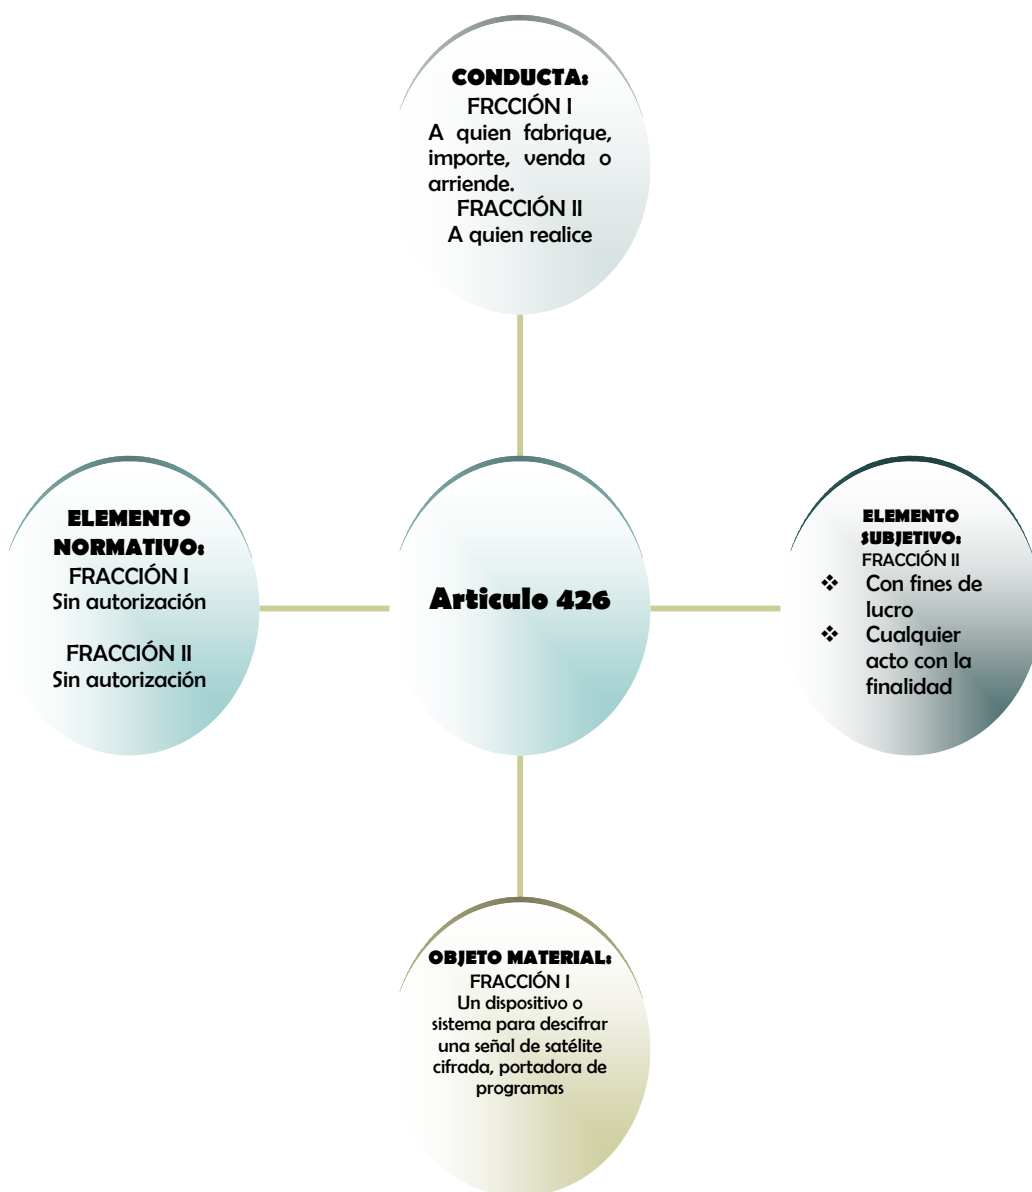 CONDUCTA:
FRCCIÓN I
A quien fabrique,
importe, venda o
arriende.
FRACCIÓN II
A quien realice
ELEMENTO
NORMATIVO:
FRACCIÓN I
Sin autorización
FRACCIÓN II
Sin autorización
Articulo 426
ELEMENTO
SUBJETIVO:
FRACCIÓN II
❖ Con fines de
lucro
❖ Cualquier
acto con la
finalidad
OBJETO MATERIAL:
FRACCIÓN I
Un dispositivo o
sistema para descifrar
una señal de satélite
cifrada, portadora de
programas